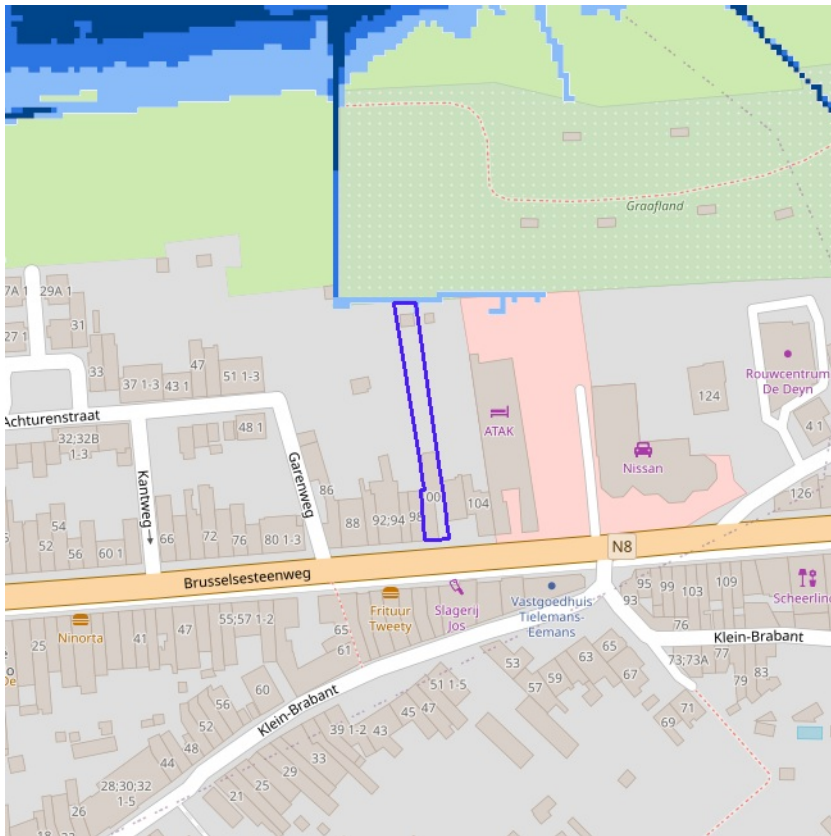 Graafland
7A 1
29A 1
31
27 1
33
37 1-3
43 1
47
51 1-3
Achturenstraat
32;32B
1-3
48 1
Kantweg
Garenweg
86
88
92;94
98
00
104
54
52
56
60 1
66
72
76
80 1-3
ATAK
Nissan
124
Rouwcentrum
De Deyn
4 1
126
N8
Brusselsesteenweg
Ninorta
Frituur
Tweety
Slagerij
Jos
Vastgoedhuis
Tielemans-
Eemans
95
99
103
109
93
76
Scheerlinc
Klein-Brabant
25
41
47
55;57 1-2
65
61
De
53
57
59
63
65
67
73;73A
77
79
83
71
69
60
56
52
48
44
Klein-Brabant
51 1-5
47
45
43
39 1-2
33
29
25
21
28;30;32
1-5
26
22
18